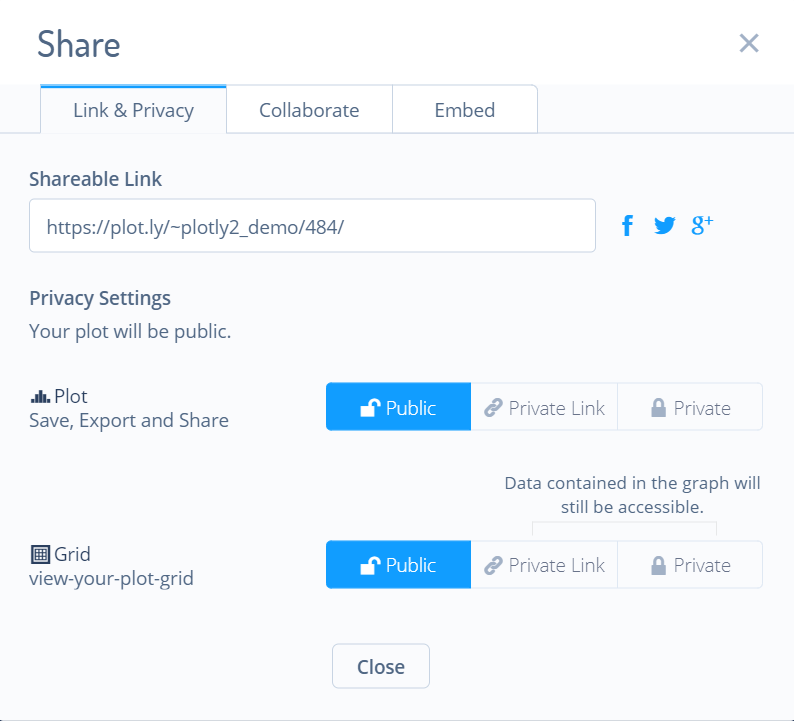 Share
Link & Privacy Collaborate Embed
Shareable Link
https://plot.ly/~plotly2_demo/484/
g+
Privacy Settings
Your plot will be public.
Plot
Save, Export and Share
Public Private Link Private
Data contained in the graph will
still be accessible.
Grid
view-your-plot-grid
Public Private Link Private
Close